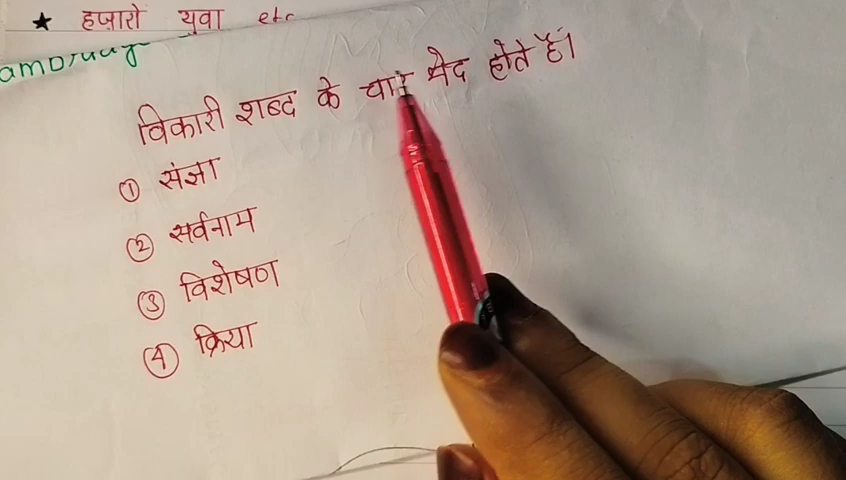 ★ हज़ारो युवा etc
विकारी शब्द के चार भेद होते हैं।
① संज्ञा
② सर्वनाम
③ विशेषण
④ क्रिया